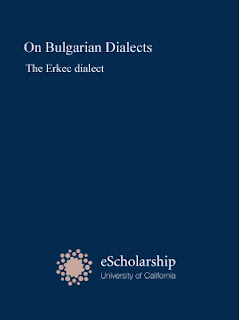 On Bulgarian Dialects
The Erkec dialect
eScholarship
University of California